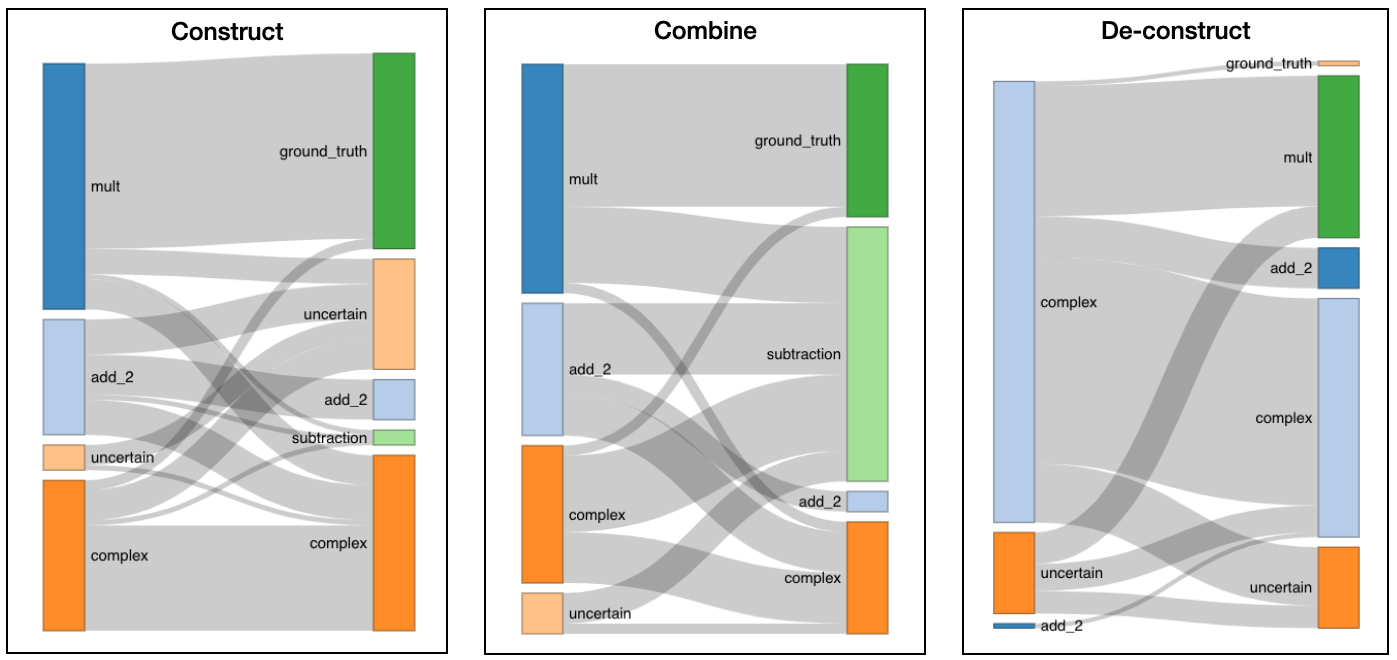 Construct
mult
add_2
uncertain
complex
ground_truth
uncertain
add_2
subtraction
complex
Combine
mult
add_2
complex
uncertain
ground_truth
subtraction
add_2
complex
De-construct
complex
uncertain
add_2
ground_truth
mult
add_2
complex
uncertain